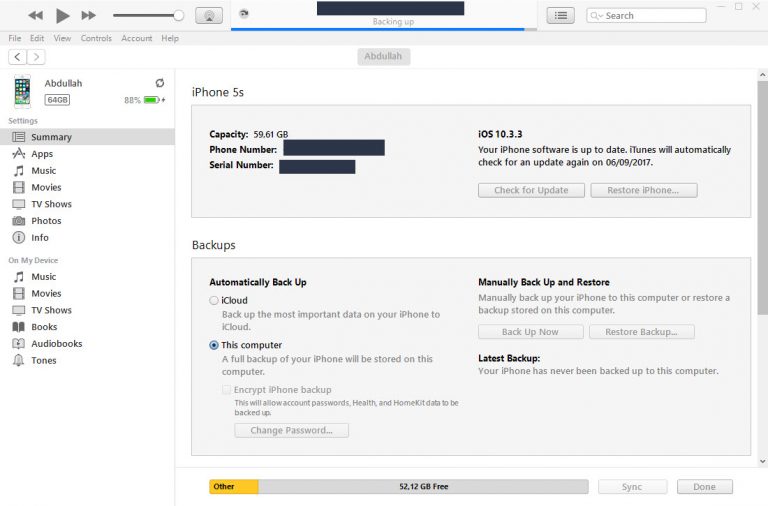 Backing up
Search
File Edit View Controls Account Help
Abdullah
Abdullah
64GB 88%
Settings
Summary
Apps
Music
Movies
TV Shows
Photos
Info
On My Device
Music
Movies
TV Shows
Books
Audiobooks
Tones
iPhone 5s
Capacity: 59,61 GB
Phone Number:
Serial Number:
iOS 10.3.3
Your iPhone software is up to date. iTunes will automatically
check for an update again on 06/09/2017.
Check for Update Restore iPhone...
Backups
Automatically Back Up
iCloud
Back up the most important data on your iPhone to
iCloud.
This computer
A full backup of your iPhone will be stored on this
computer.
Encrypt iPhone backup
This will allow account passwords, Health, and HomeKit data to be
backed up.
Change Password...
Manually Back Up and Restore
Manually back up your iPhone to this computer or restore a
backup stored on this computer.
Back Up Now Restore Backup...
Latest Backup:
Your iPhone has never been backed up to this computer.
Other 52,12 GB Free Sync Done